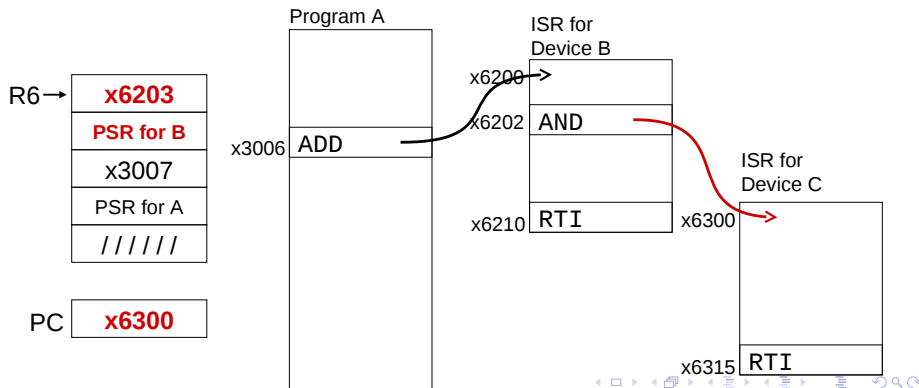 Program A
ISR for
Device B
x6200
R6
x6203
PSR for B
x3007
PSR for A
//////
x3006
ADD
x6202
AND
x6210
RTI
ISR for
Device C
x6300
PC
x6300
x6315
RTI